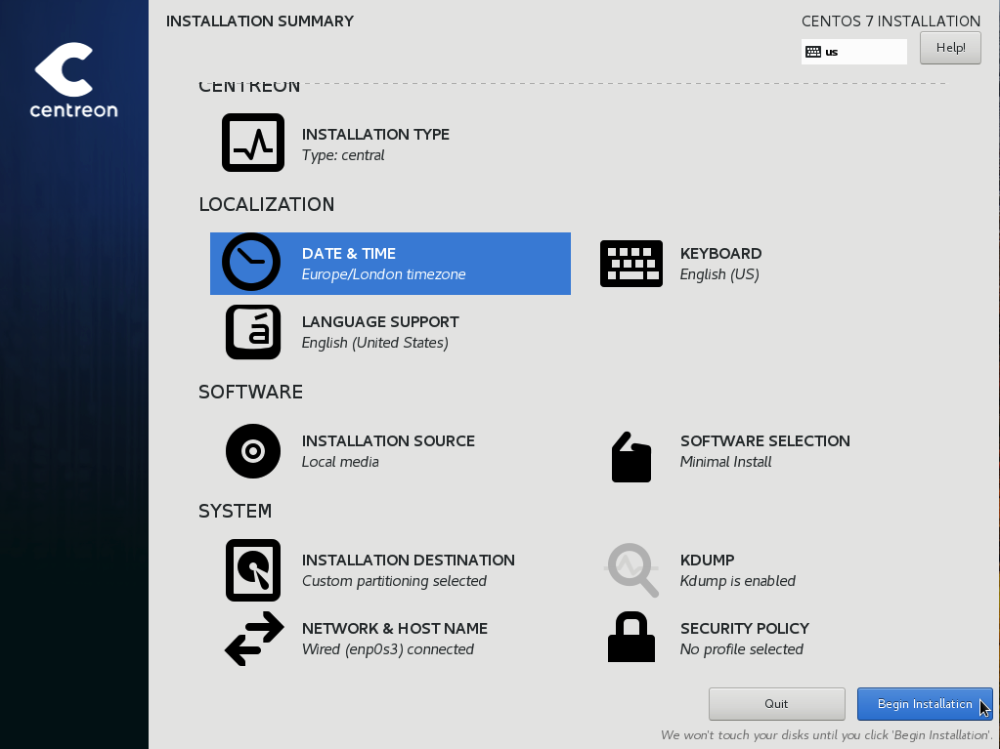 centreon
INSTALLATION SUMMARY
CENTOS 7 INSTALLATION
us
Help!
CENTREON
INSTALLATION TYPE
Type: central
LOCALIZATION
DATE & TIME
Europe/London timezone
KEYBOARD
English (US)
LANGUAGE SUPPORT
English (United States)
SOFTWARE
INSTALLATION SOURCE
Local media
SOFTWARE SELECTION
Minimal Install
SYSTEM
INSTALLATION DESTINATION
Custom partitioning selected
KDUMP
Kdump is enabled
NETWORK & HOST NAME
Wired (enp0s3) connected
SECURITY POLICY
No profile selected
Quit
Begin Installation
We won't touch your disks until you click 'Begin Installation'.